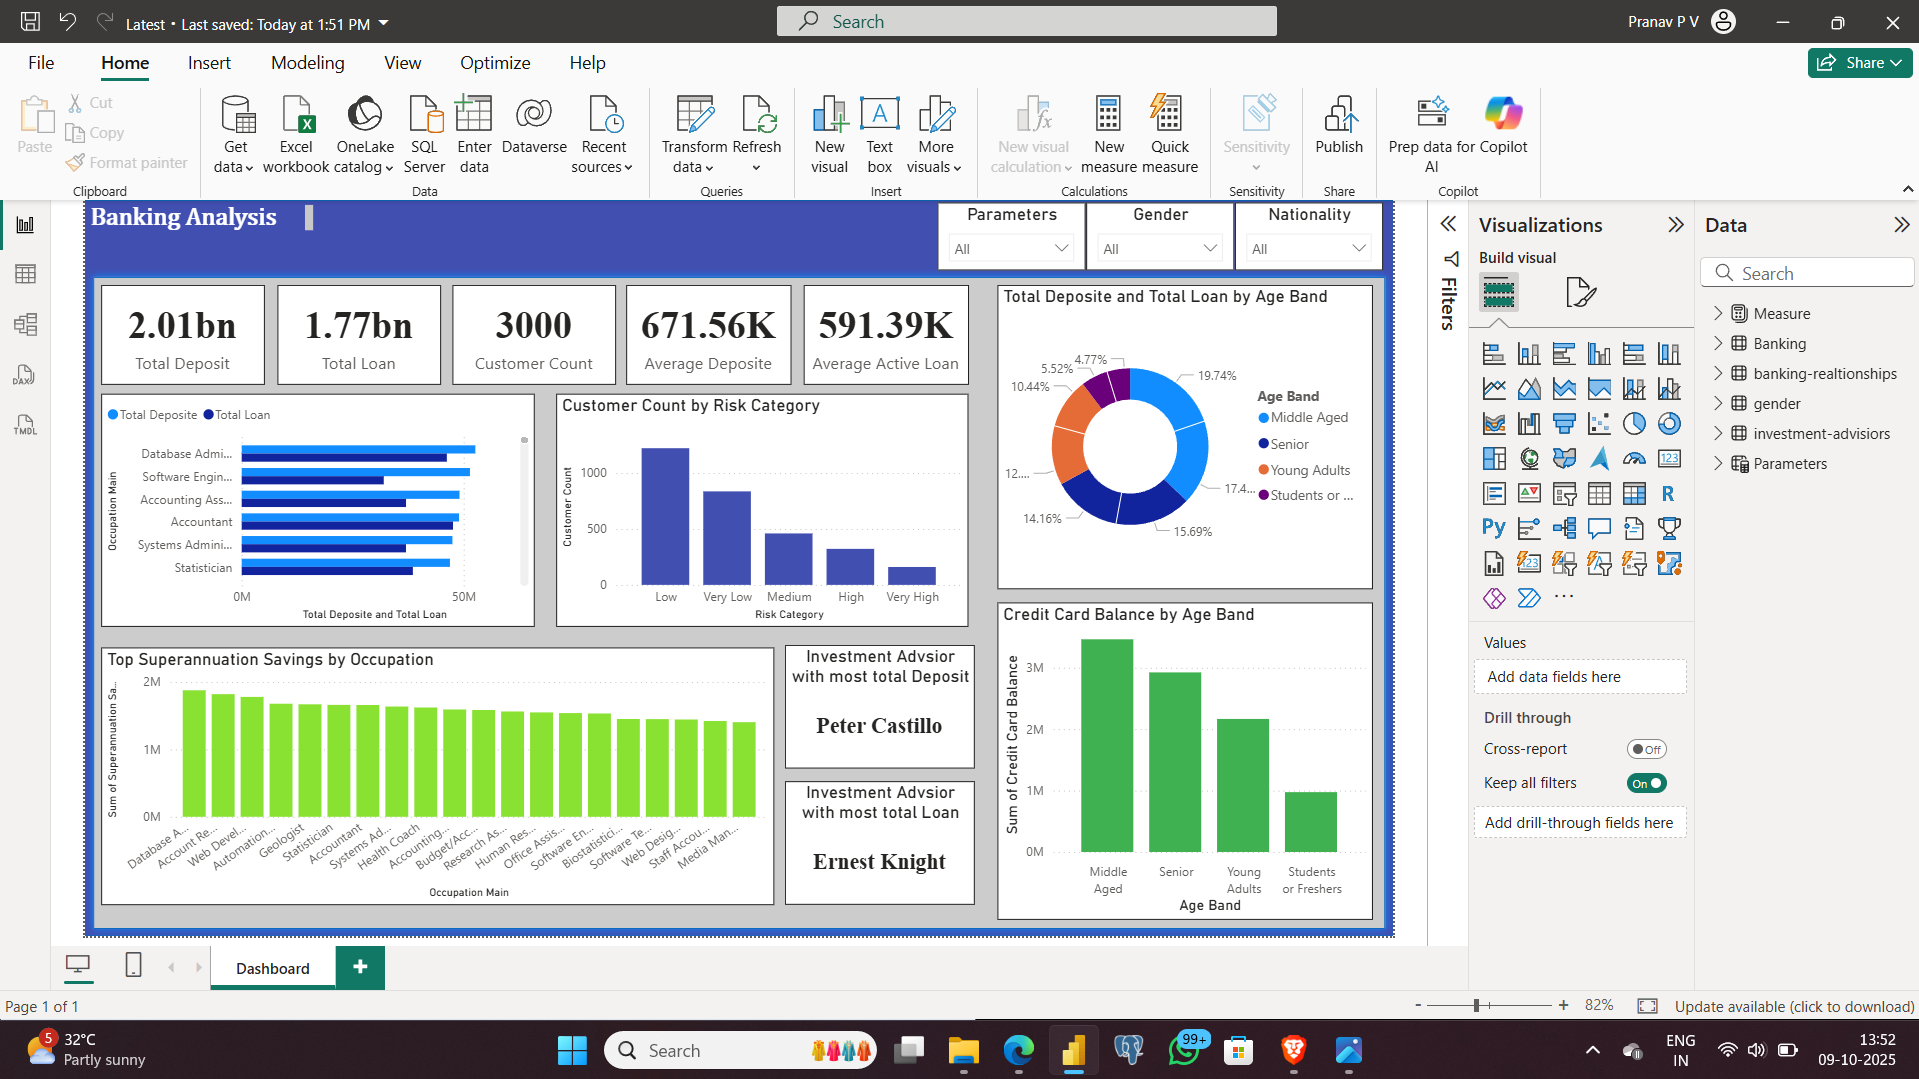 Latest • Last saved: Today at 1:51 PM
Search
Pranav P V
File
Home
Insert
Modeling
View
Optimize
Help
Share
Paste
Cut
Copy
Format painter
Clipboard
Get data
Excel workbook
OneLake catalog
SQL Server
Enter data
Dataverse
Recent sources
Data
Transform data
Refresh
Queries
New visual
Text box
More visuals
Insert
New visual calculation
New measure
Quick measure
Calculations
Sensitivity
Sensitivity
Publish
Share
Prep data for AI
Copilot
Copilot
Banking Analysis
Parameters
All
Gender
All
Nationality
All
2.01bn
Total Deposit
1.77bn
Total Loan
3000
Customer Count
671.56K
Average Deposite
591.39K
Average Active Loan
Total Deposite
Total Loan
Occupation Main
Database Admi...
Software Engin...
Accounting Ass...
Accountant
Systems Admini...
Statistician
0M
50M
Total Deposite and Total Loan
Customer Count by Risk Category
Customer Count
1000
500
0
Low
Very Low
Medium
High
Very High
Risk Category
Total Deposite and Total Loan by Age Band
4.77%
5.52%
10.44%
12....
14.16%
15.69%
17.4...
19.74%
Age Band
Middle Aged
Senior
Young Adults
Students or ...
Top Superannuation Savings by Occupation
Sum of Superannuation Sa...
2M
1M
0M
Database A...
Account Re...
Web Devel...
Automation...
Geologist
Statistician
Accountant
Systems Ad...
Health Coach
Accounting...
Budget/Acc...
Research As...
Human Res...
Office Assis...
Software En...
Biostatistici...
Software Te...
Web Desig...
Staff Accou...
Media Man...
Occupation Main
Investment Advsior
with most total Deposit
Peter Castillo
Investment Advsior
with most total Loan
Ernest Knight
Credit Card Balance by Age Band
Sum of Credit Card Balance
3M
2M
1M
0M
Middle Aged
Senior
Young Adults
Students or Freshers
Age Band
Filters
Visualizations
Build visual
123
R
Py
123
...
Values
Add data fields here
Drill through
Cross-report
Off
Keep all filters
On
Add drill-through fields here
Data
Search
Measure
Banking
banking-realtionships
gender
investment-advisiors
Parameters
DAX
TMDL
Dashboard
+
Page 1 of 1
- + 82%
Update available (click to download)
5
32°C
Partly sunny
Search
99+
ENG
IN
13:52
09-10-2025